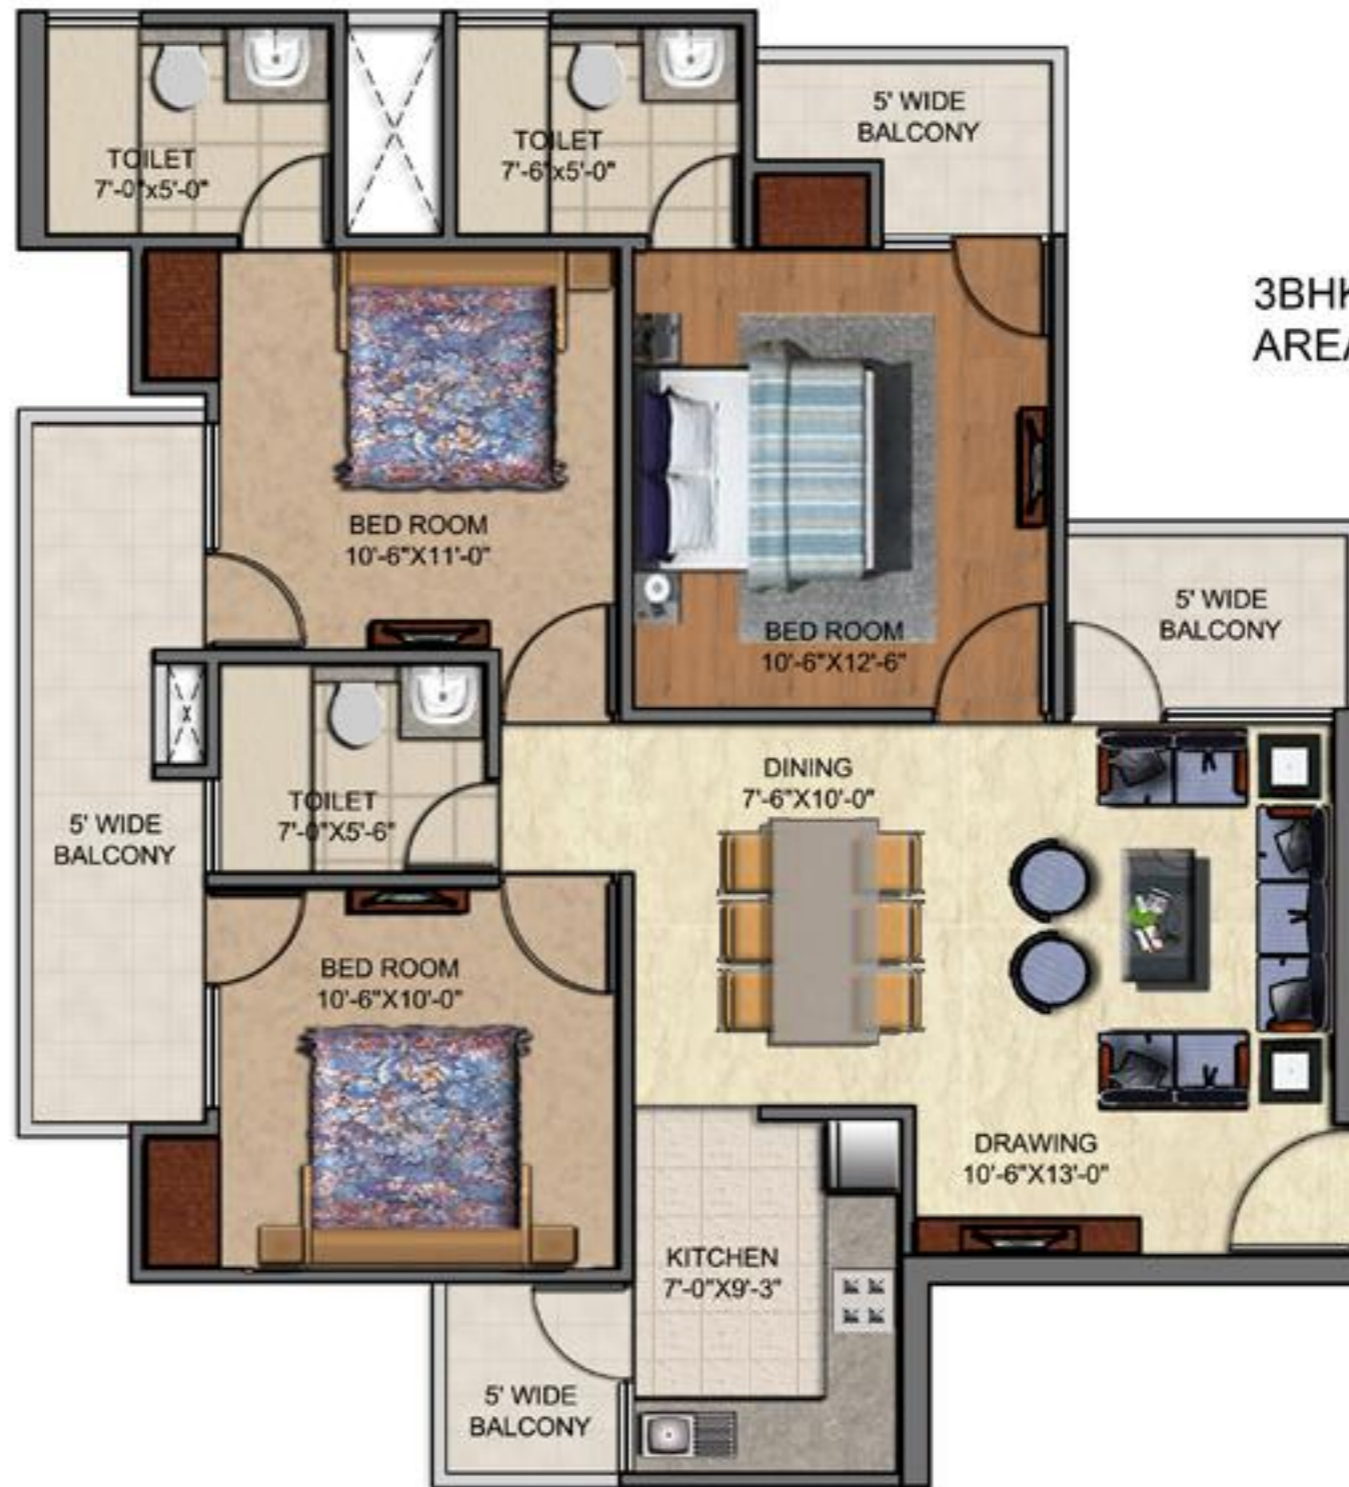 5' WIDE
BALCONY
TOILET
7'-0"x5'-0"
TOILET
7'-6"x5'-0"
3BHK
AREA
BED ROOM
10'-6"X11'-0"
5' WIDE
BALCONY
BED ROOM
10'-6"X12'-6"
DINING
7'-6"X10'-0"
TOILET
7'-0"X5'-6"
5' WIDE
BALCONY
BED ROOM
10'-6"X10'-0"
DRAWING
10'-6"X13'-0"
KITCHEN
7'-0"X9'-3"
5' WIDE
BALCONY